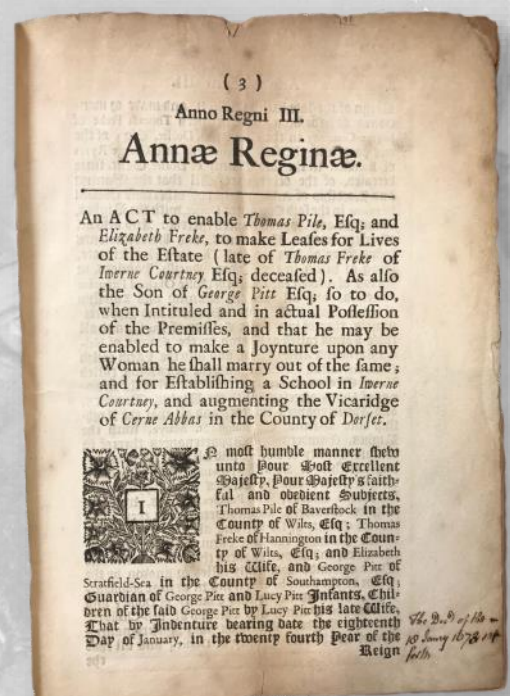 ( 3 )
Anno Regni III.
Annæ Reginæ.
An ACT to enable Thomas Pile, Eſq; and
Elizabeth Freke, to make Leaſes for Lives
of the Eſtate ( late of Thomas Freke of
Iwerne Courtney Eſq; deceaſed ). As alſo
the Son of George Pitt Eſq; ſo to do,
when Intituled and in actual Poſſeſſion
of the Premiſſes, and that he may be
enabled to make a Joynture upon any
Woman he ſhall marry out of the ſame;
and for Eſtabliſhing a School in Iwerne
Courtney, and augmenting the Vicaridge
of Cerne Abbas in the County of Dorſet.
IN moſt humble manner ſhew
unto Your Moſt Excellent
Majeſty, Your Majeſty's faith-
ful and obedient Subjects,
Thomas Pile of Baverſtock in the
County of Wilts, Eſq; Thomas
Freke of Hannington in the Coun-
ty of Wilts, Eſq; and Elizabeth
his Wife, and George Pitt of
Stratfield-Sea in the County of Southampton, Eſq;
Guardian of George Pitt and Lucy Pitt Infants, Chil-
dren of the ſaid George Pitt by Lucy Pitt his late Wife,
That by Indenture bearing date the eighteenth
Day of January, in the twenty fourth Year of the
Reign
The Deed of the
18 Janry 1673
forth